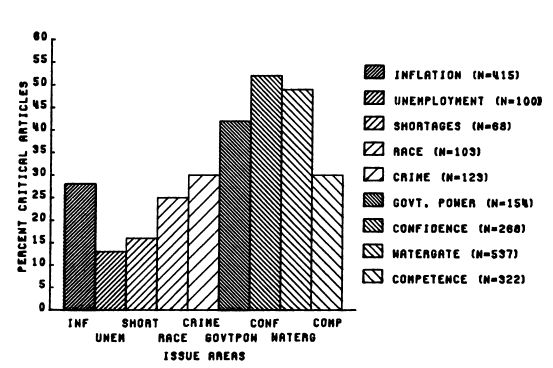 60
55
50
45
40
35
30
25
20
15
10
5
0
PERCENT CRITICAL ARTICLES
INF SHORT CRIME CONF COMP
UNEM RACE GOVTPOW WATERG
ISSUE AREAS
INFLATION (N=415)
UNEMPLOYMENT (N=100)
SHORTAGES (N=68)
RACE (N=103)
CRIME (N=123)
GOVT. POWER (N=154)
CONFIDENCE (N=268)
WATERGATE (N=537)
COMPETENCE (N=322)